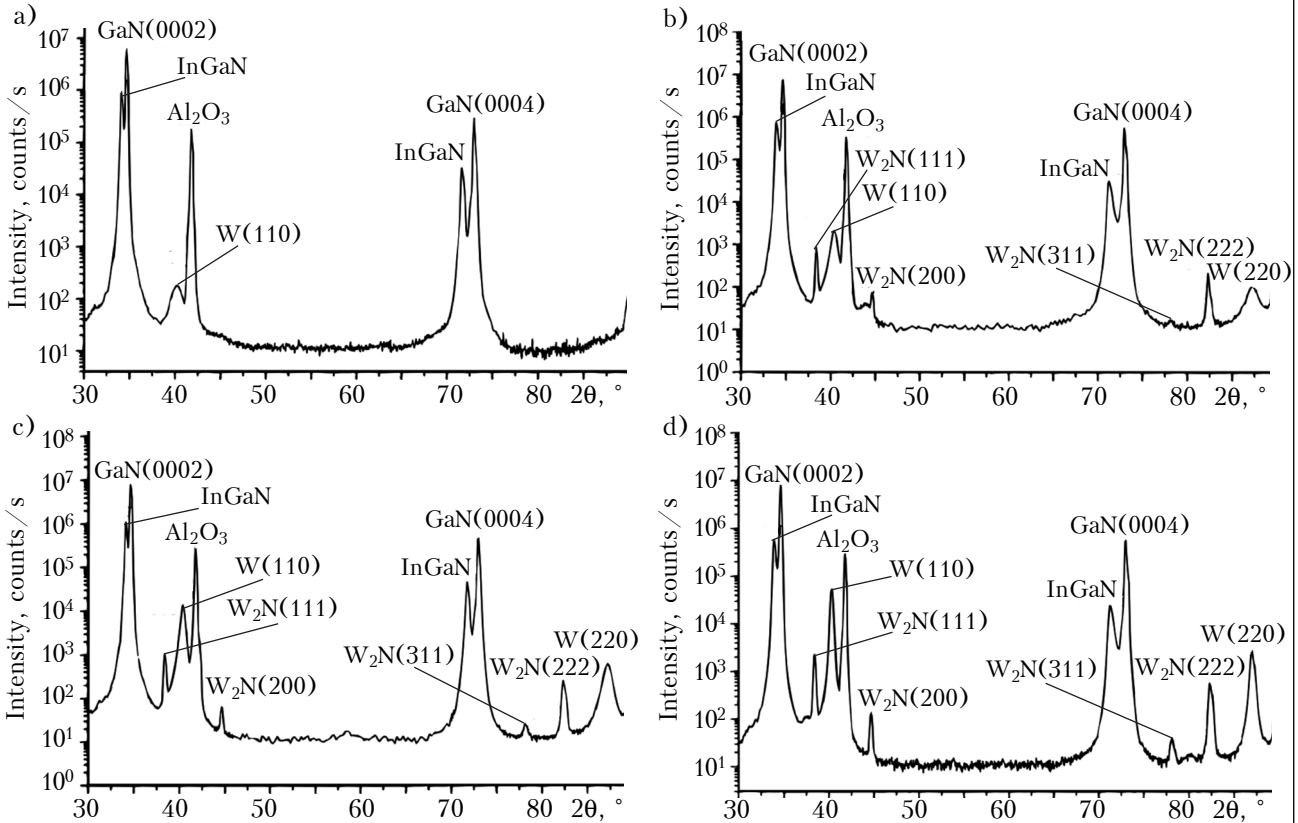 a)
Intensity, counts/s
10⁷
10⁶
10⁵
10⁴
10³
10²
10¹
GaN(0002)
InGaN
Al₂O₃
W(110)
GaN(0004)
InGaN
30 40 50 60 70 80 2θ, °
b)
Intensity, counts/s
10⁸
10⁷
10⁶
10⁵
10⁴
10³
10²
10¹
10⁰
GaN(0002)
InGaN
Al₂O₃
W₂N(111)
W(110)
W₂N(200)
GaN(0004)
InGaN
W₂N(311)
W₂N(222)
W(220)
30 40 50 60 70 80 2θ, °
c)
Intensity, counts/s
10⁸
10⁷
10⁶
10⁵
10⁴
10³
10²
10¹
10⁰
GaN(0002)
InGaN
Al₂O₃
W(110)
W₂N(111)
W₂N(200)
GaN(0004)
InGaN
W₂N(311)
W₂N(222)
W(220)
30 40 50 60 70 80 2θ, °
d)
Intensity, counts/s
10⁸
10⁷
10⁶
10⁵
10⁴
10³
10²
10¹
GaN(0002)
InGaN
Al₂O₃
W(110)
W₂N(111)
W₂N(200)
GaN(0004)
InGaN
W₂N(311)
W₂N(222)
W(220)
30 40 50 60 70 80 2θ, °